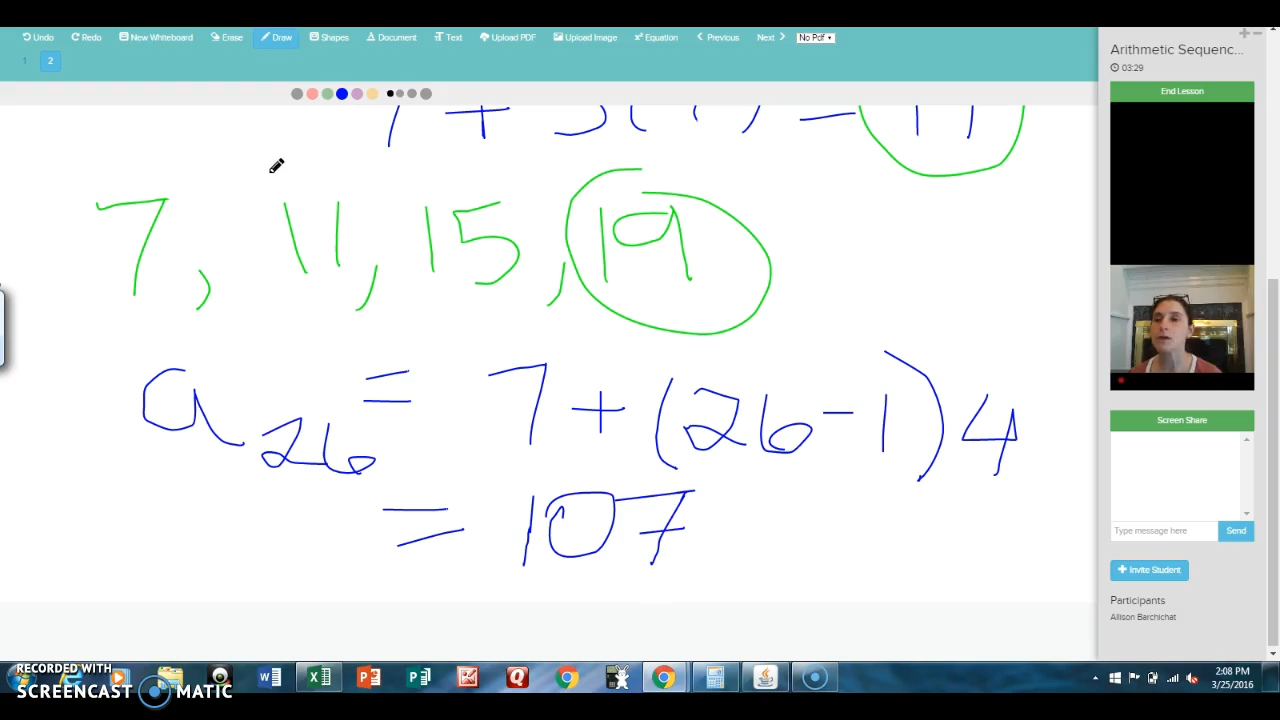 Undo Redo New Whiteboard Erase Draw Shapes Document Text Upload PDF Upload Image x² Equation Previous Next No Pdf
1 2
Arithmetic Sequenc...
03:29
End Lesson
7, 11, 15, 19
a26 = 7 + (26 - 1) 4
= 107
Screen Share
Type message here Send
Invite Student
Participants
Allison Barchichat
RECORDED WITH
SCREENCAST MATIC
2:08 PM
3/25/2016